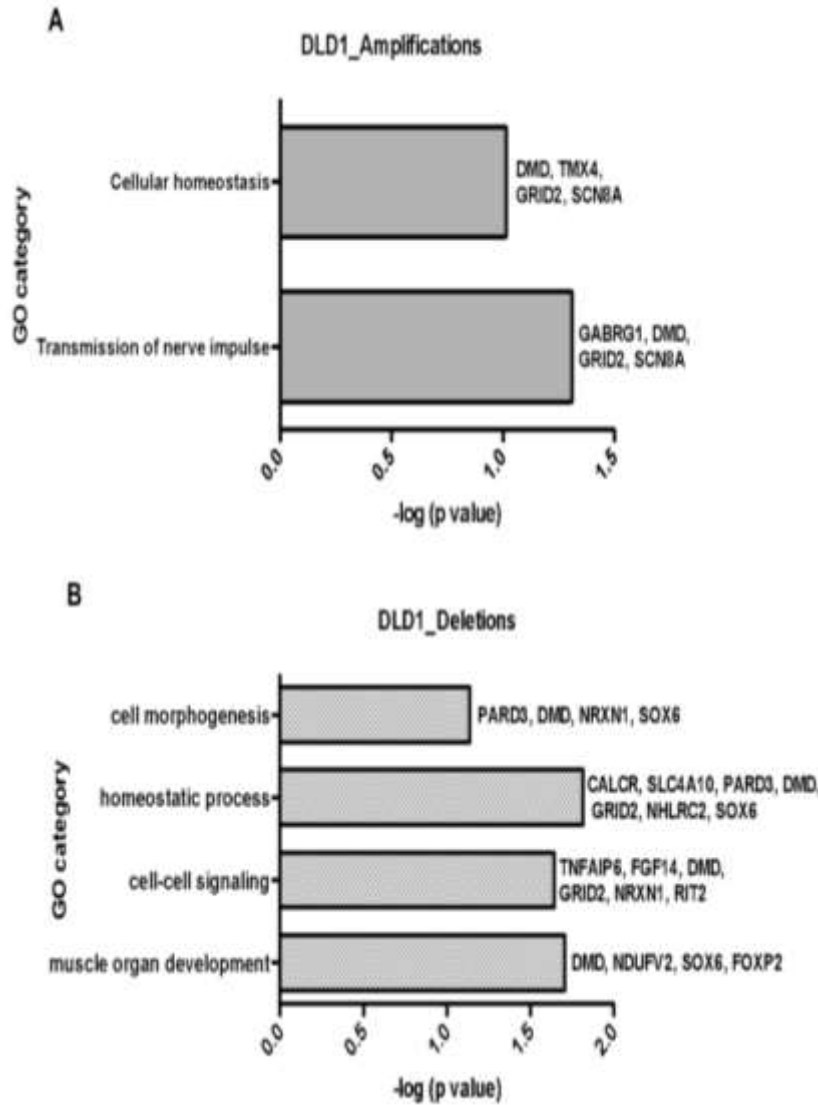 A
DLD1_Amplifications
GO category
Cellular homeostasis
DMD, TMX4,
GRID2, SCN8A
Transmission of nerve impulse
GABRG1, DMD,
GRID2, SCN8A
0.0
0.5
1.0
1.5
-log (p value)
B
DLD1_Deletions
GO category
cell morphogenesis
PARD3, DMD, NRXN1, SOX6
homeostatic process
CALCR, SLC4A10, PARD3, DMD,
GRID2, NHLRC2, SOX6
cell-cell signaling
TNFAIP6, FGF14, DMD,
GRID2, NRXN1, RIT2
muscle organ development
DMD, NDUFV2, SOX6, FOXP2
0.0
0.5
1.0
1.5
2.0
-log (p value)